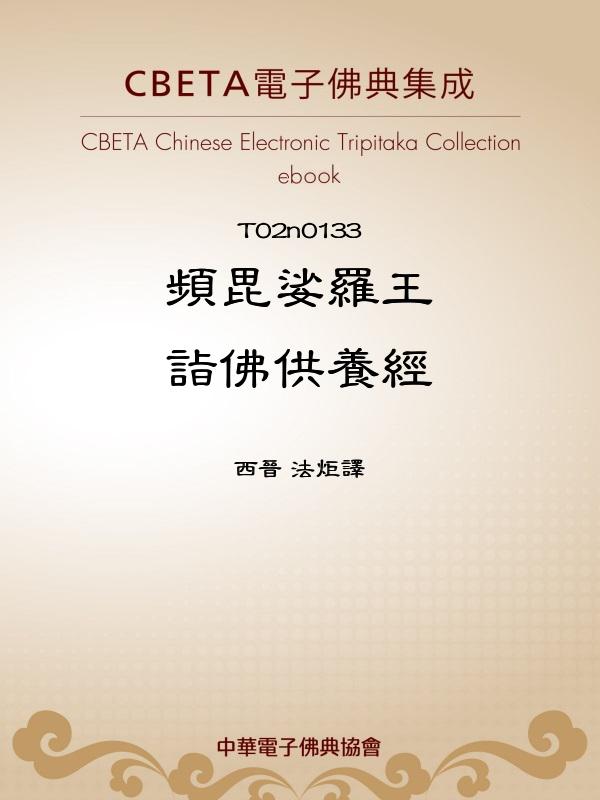 CBETA電子佛典集成
CBETA Chinese Electronic Tripitaka Collection
ebook
T02n0133
頻毘娑羅王
詣佛供養經
西晉 法炬譯
中華電子佛典協會